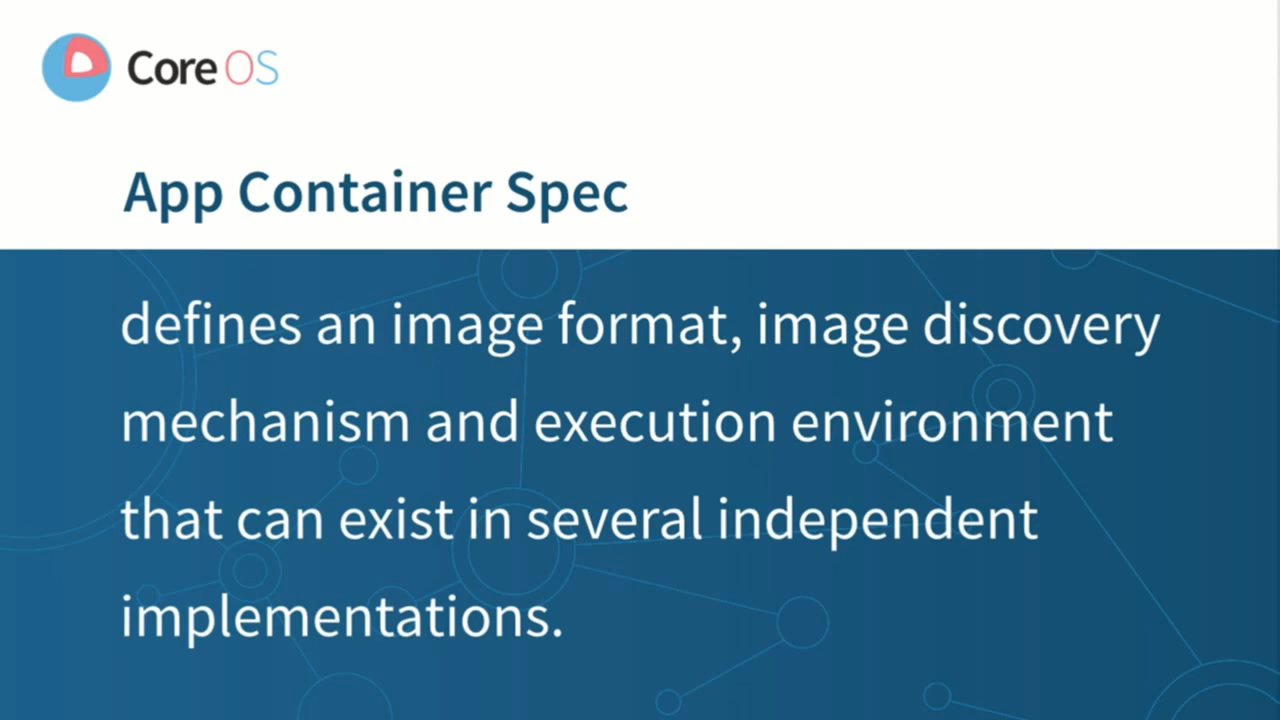 CoreOS
App Container Spec
defines an image format, image discovery
mechanism and execution environment
that can exist in several independent
implementations.